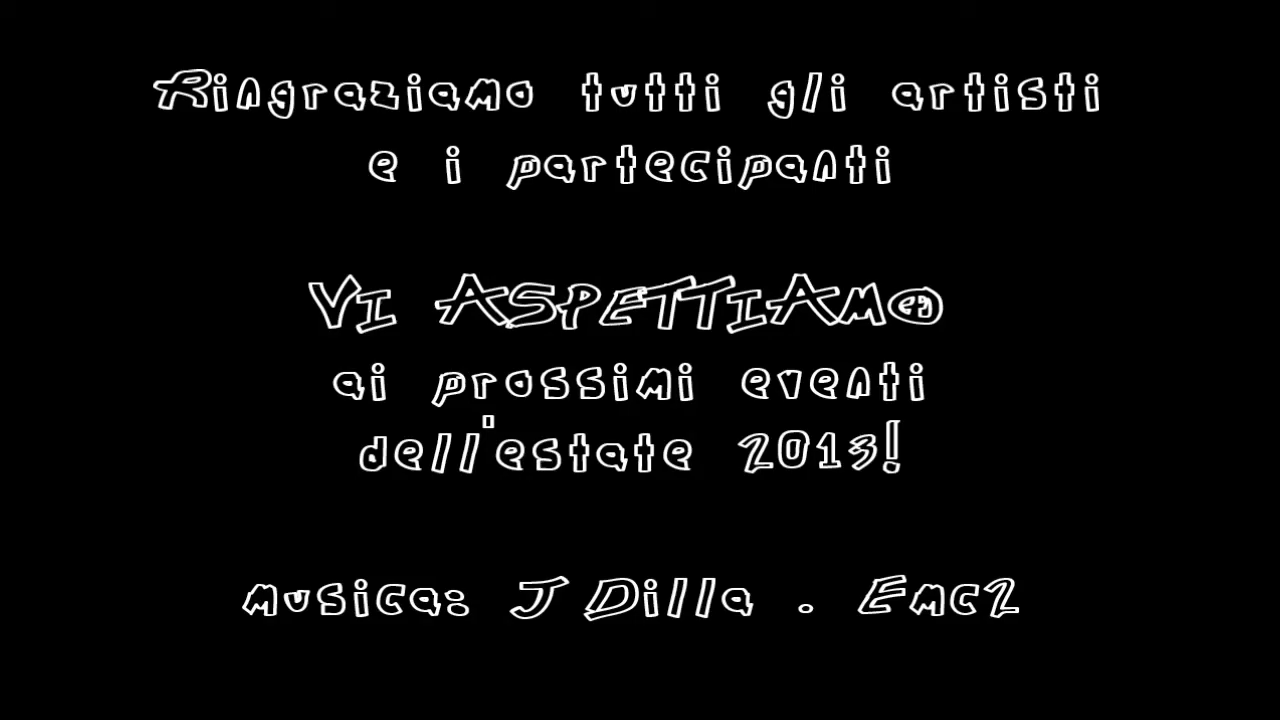 Ringraziamo tutti gli artisti
e i partecipanti
VI ASPETTIAMO
ai prossimi eventi
dell'estate 2013!
musica: J Dilla . Emc2